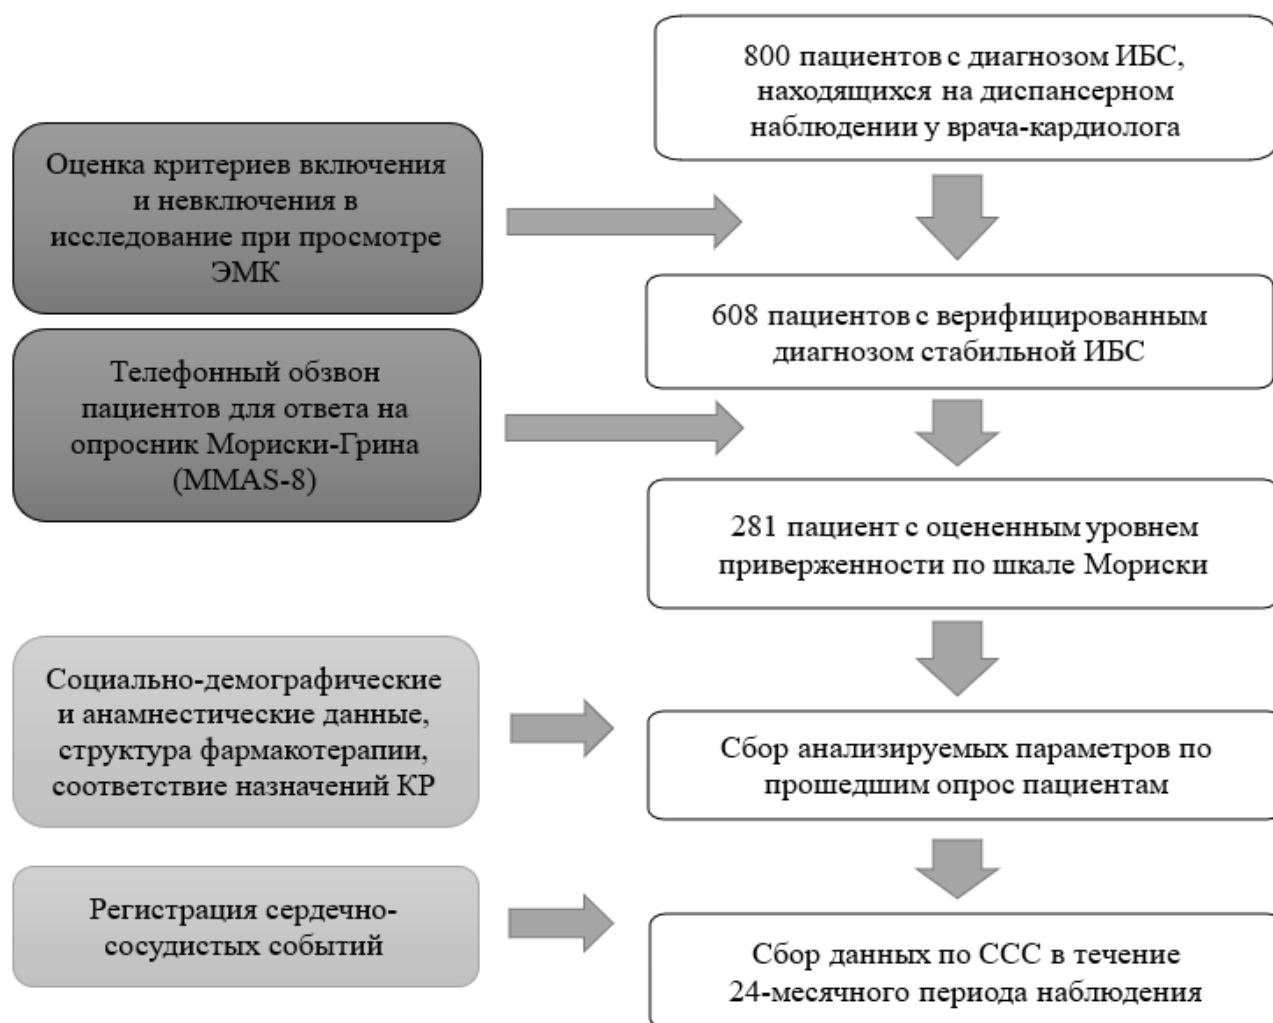 800 пациентов с диагнозом ИБС,
находящихся на диспансерном
наблюдении у врача-кардиолога
Оценка критериев включения
и невключения в
исследование при просмотре
ЭМК
608 пациентов с верифицированным
диагнозом стабильной ИБС
Телефонный обзвон
пациентов для ответа на
опросник Мориски-Грина
(MMAS-8)
281 пациент с оцененным уровнем
приверженности по шкале Мориски
Социально-демографические
и анамнестические данные,
структура фармакотерапии,
соответствие назначений КР
Сбор анализируемых параметров по
прошедшим опрос пациентам
Регистрация сердечно-
сосудистых событий
Сбор данных по ССС в течение
24-месячного периода наблюдения